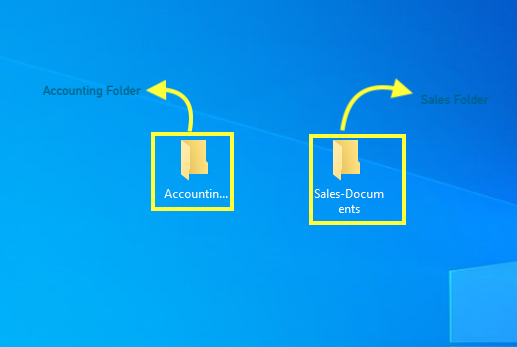 Accounting Folder
Sales Folder
Accountin...
Sales-Docum
ents